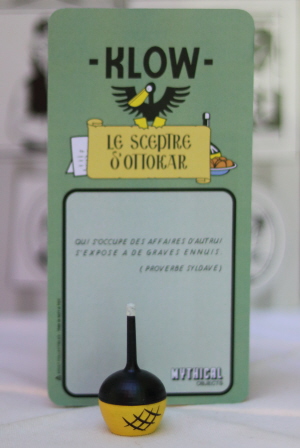 -KLOW-
LE SCEPTRE
D'OTTOKAR
QUI S'OCCUPE DES AFFAIRES D'AUTRUI
S'EXPOSE A DE GRAVES ENNUIS.
( PROVERBE SYLDAVE)
MYTHICAL
OBJECTS